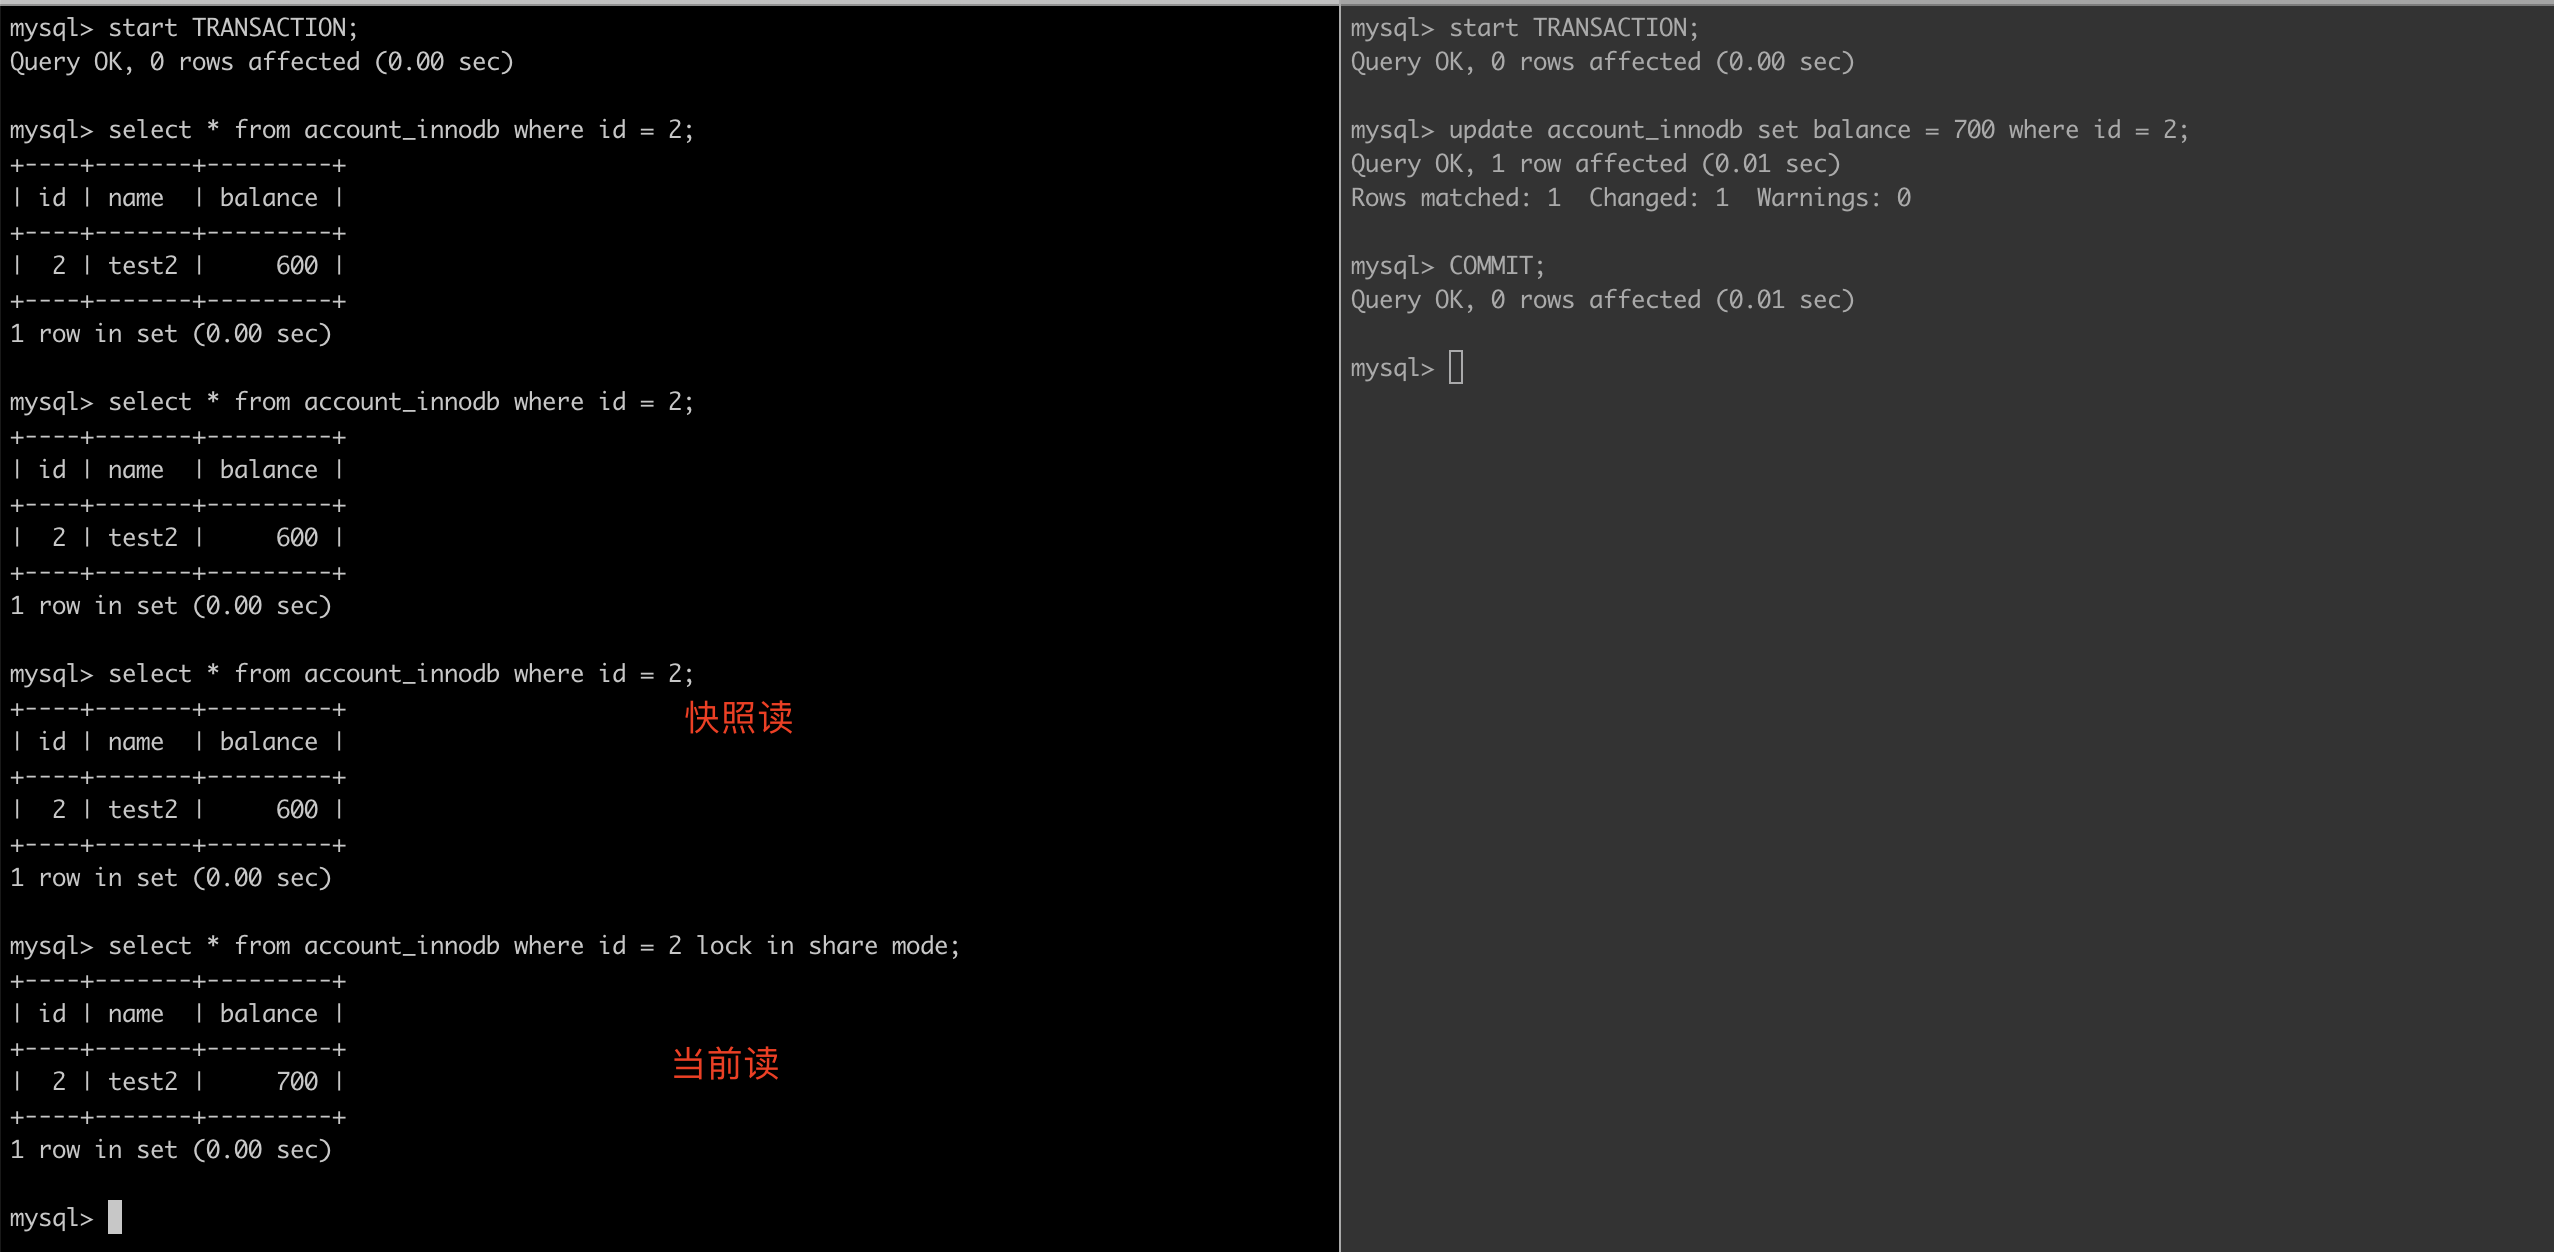 mysql> start TRANSACTION;
Query OK, 0 rows affected (0.00 sec)
mysql> select * from account_innodb where id = 2;
+----+-------+---------+
| id | name  | balance |
+----+-------+---------+
|  2 | test2 |     600 |
+----+-------+---------+
1 row in set (0.00 sec)
mysql> select * from account_innodb where id = 2;
+----+-------+---------+
| id | name  | balance |
+----+-------+---------+
|  2 | test2 |     600 |
+----+-------+---------+
1 row in set (0.00 sec)
mysql> select * from account_innodb where id = 2;
+----+-------+---------+
快照读
| id | name  | balance |
+----+-------+---------+
|  2 | test2 |     600 |
+----+-------+---------+
1 row in set (0.00 sec)
mysql> select * from account_innodb where id = 2 lock in share mode;
+----+-------+---------+
| id | name  | balance |
+----+-------+---------+
当前读
|  2 | test2 |     700 |
+----+-------+---------+
1 row in set (0.00 sec)
mysql>
mysql> start TRANSACTION;
Query OK, 0 rows affected (0.00 sec)
mysql> update account_innodb set balance = 700 where id = 2;
Query OK, 1 row affected (0.01 sec)
Rows matched: 1  Changed: 1  Warnings: 0
mysql> COMMIT;
Query OK, 0 rows affected (0.01 sec)
mysql>